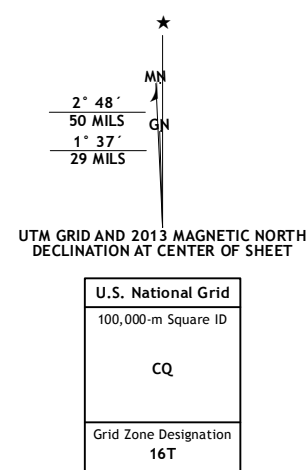 ★
MN
GN
2° 48´
50 MILS
1° 37´
29 MILS
UTM GRID AND 2013 MAGNETIC NORTH
DECLINATION AT CENTER OF SHEET
U.S. National Grid
100,000-m Square ID
CQ
Grid Zone Designation
16T